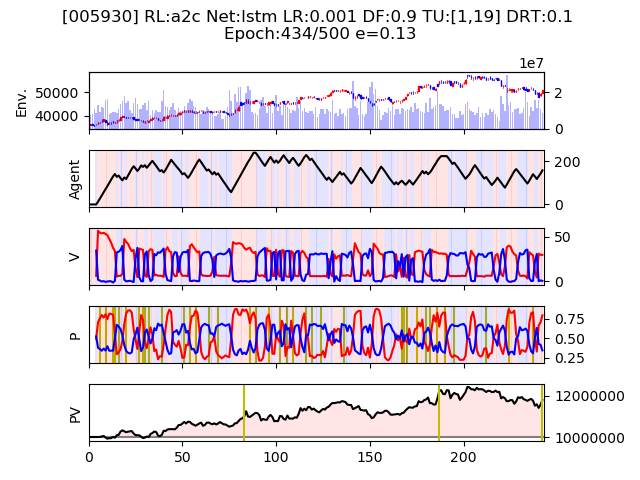 [005930] RL:a2c Net:lstm LR:0.001 DF:0.9 TU:[1,19] DRT:0.1
Epoch:434/500 e=0.13
1e7
Env.
50000
40000
2
0
Agent
200
0
V
50
0
P
0.75
0.50
0.25
PV
12000000
10000000
0 50 100 150 200